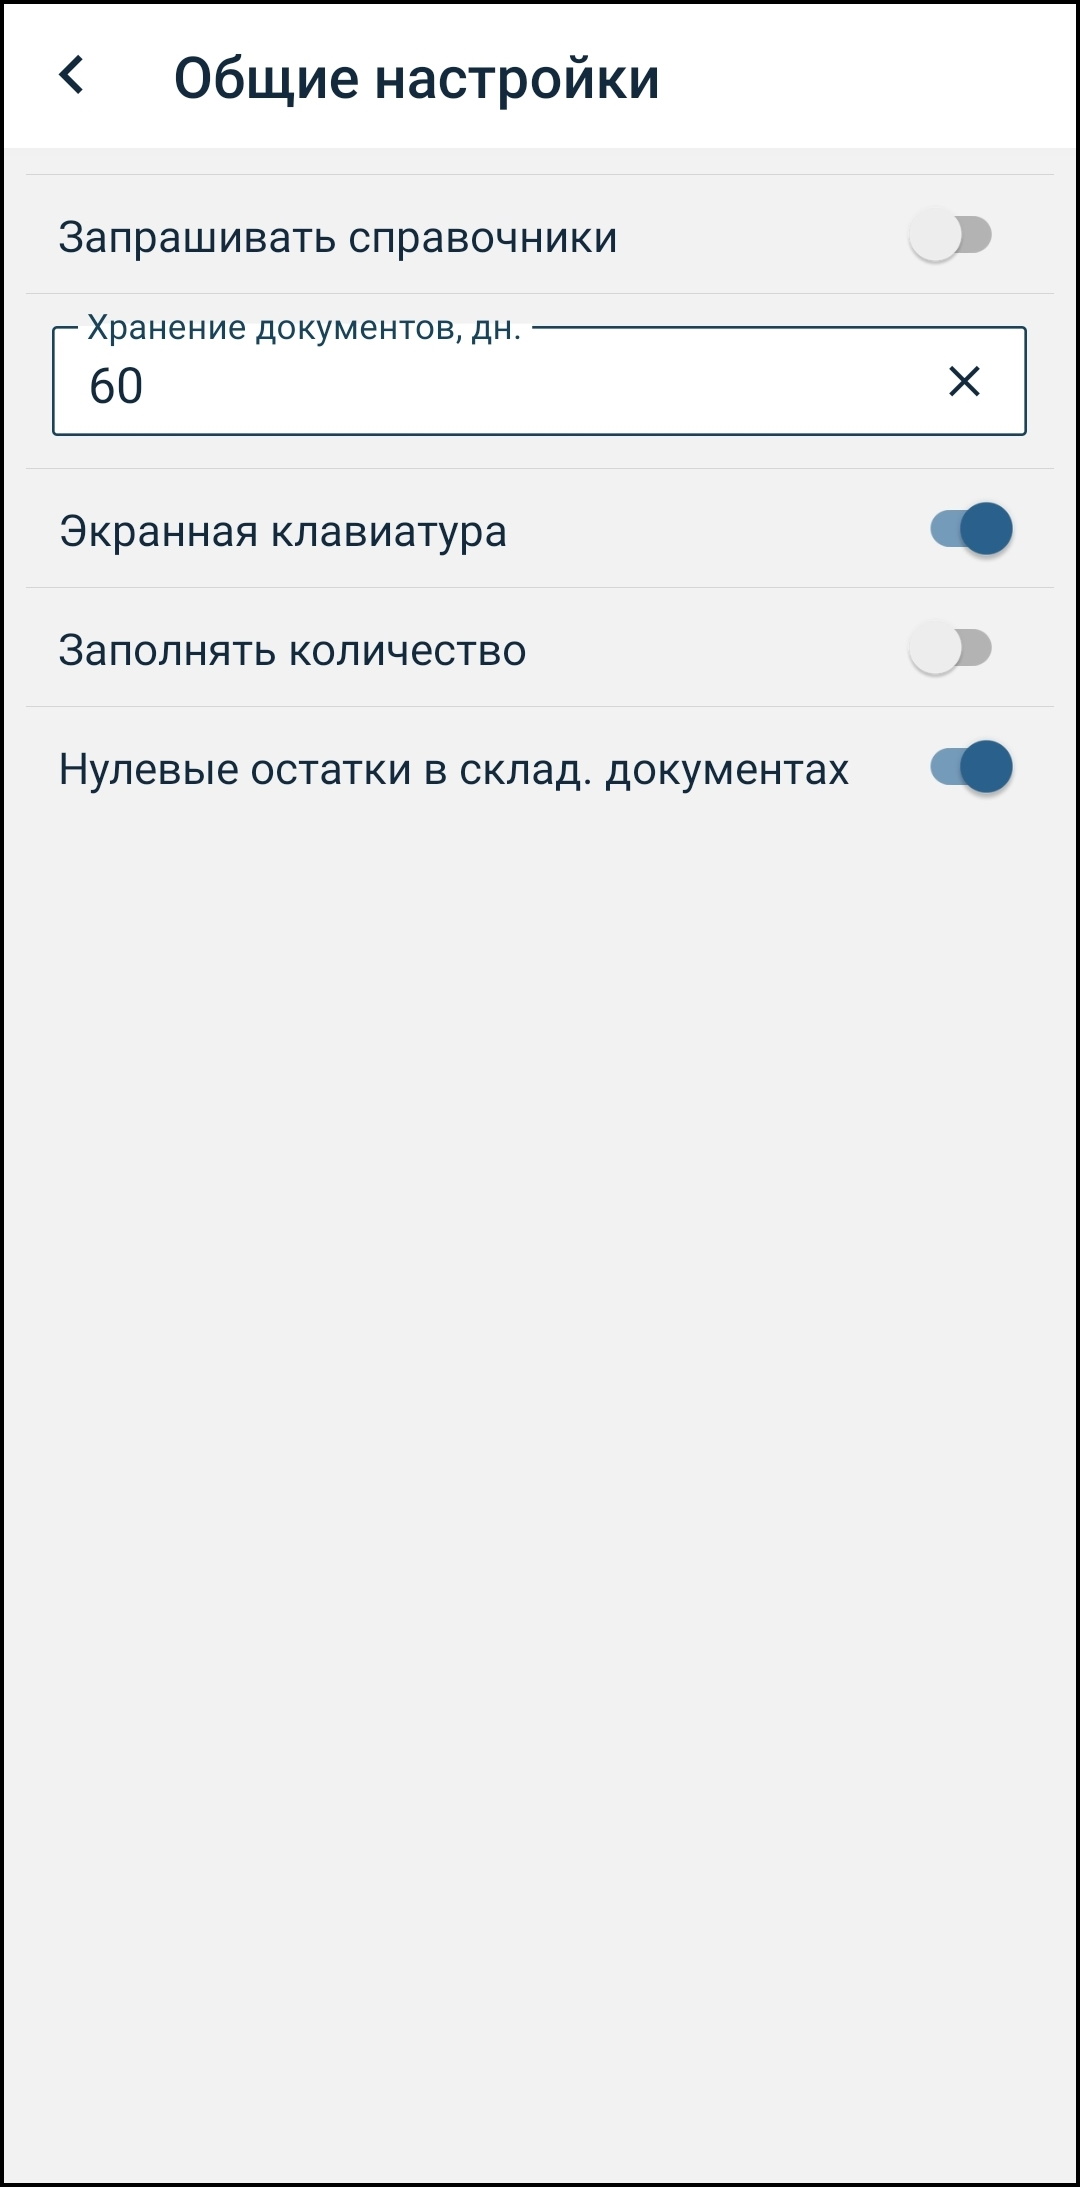 Общие настройки
Запрашивать справочники
Хранение документов, дн.
60
Экранная клавиатура
Заполнять количество
Нулевые остатки в склад. документах